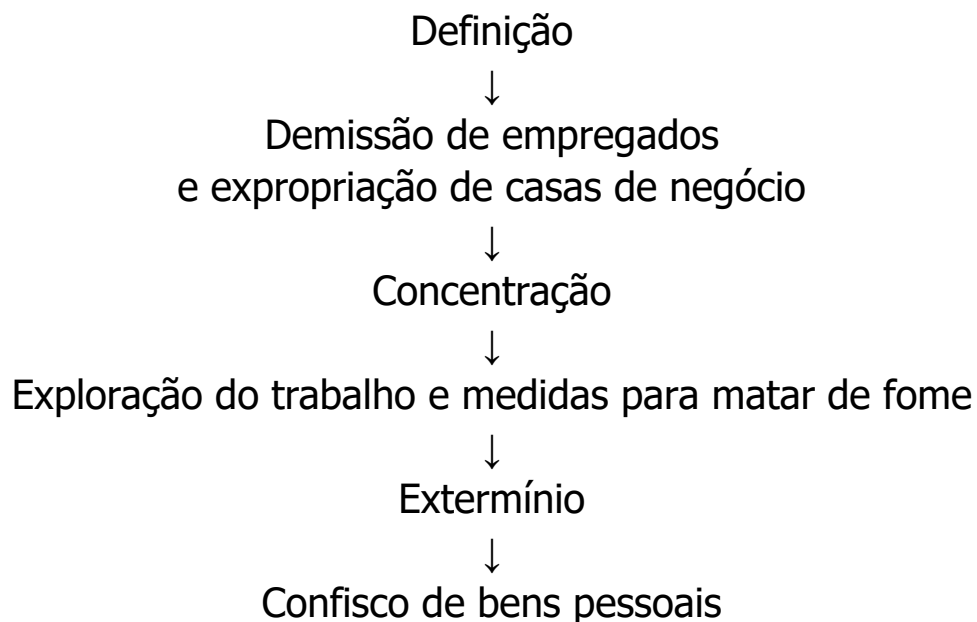 Definição
↓
Demissão de empregados
e expropriação de casas de negócio
↓
Concentração
↓
Exploração do trabalho e medidas para matar de fome
↓
Extermínio
↓
Confisco de bens pessoais